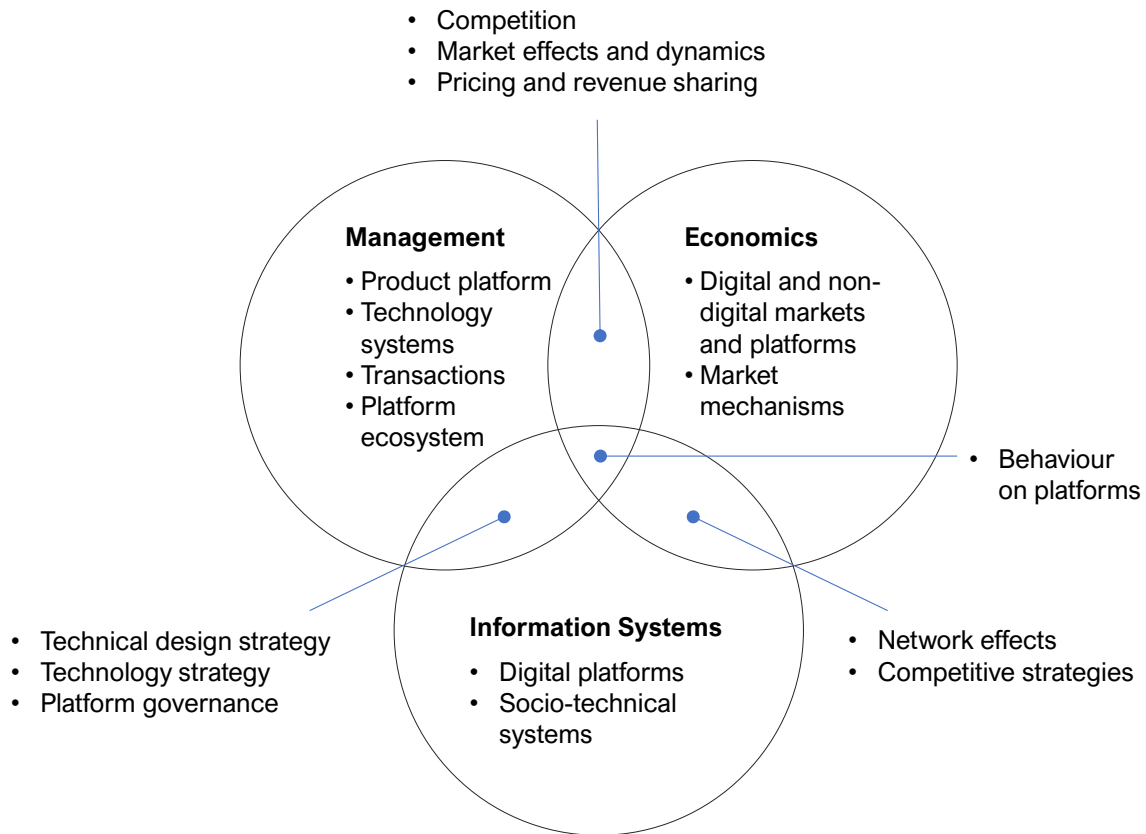 • Competition
• Market effects and dynamics
• Pricing and revenue sharing
Management
• Product platform
• Technology
systems
• Transactions
• Platform
ecosystem
Economics
• Digital and non-
digital markets
and platforms
• Market
mechanisms
• Behaviour
on platforms
• Technical design strategy
• Technology strategy
• Platform governance
Information Systems
• Digital platforms
• Socio-technical
systems
• Network effects
• Competitive strategies